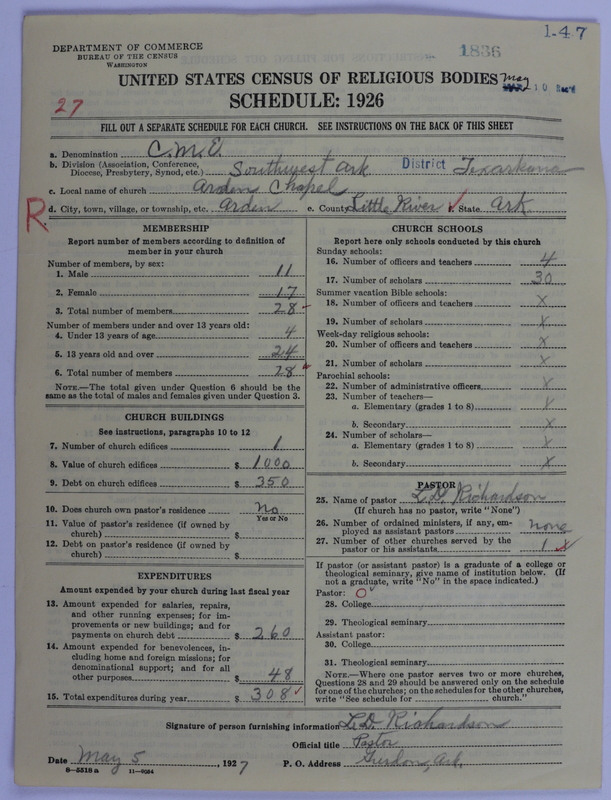 1-47
1836
DEPARTMENT OF COMMERCE
BUREAU OF THE CENSUS
WASHINGTON
UNITED STATES CENSUS OF RELIGIOUS BODIES
May 10
27
SCHEDULE: 1926
FILL OUT A SEPARATE SCHEDULE FOR EACH CHURCH. SEE INSTRUCTIONS ON THE BACK OF THIS SHEET
a. Denomination C.M.E.
b. Division (Association, Conference, Diocese, Presbytery, Synod, etc.) Southwest Ark District Texarkana
c. Local name of church Arden Chapel
R
d. City, town, village, or township, etc. Arden e. County Little River f. State Ark
MEMBERSHIP
Report number of members according to definition of
member in your church
Number of members, by sex:
1. Male 11
2. Female 17
3. Total number of members 28
Number of members under and over 13 years old:
4. Under 13 years of age 4
5. 13 years old and over 24
6. Total number of members 28
NOTE.—The total given under Question 6 should be
same as the total of males and females given under Question 3.
CHURCH BUILDINGS
See instructions, paragraphs 10 to 12
7. Number of church edifices 1
8. Value of church edifices $ 1000
9. Debt on church edifices $ 350
10. Does church own pastor's residence No
Yes or No
11. Value of pastor's residence (if owned by
church) $
12. Debt on pastor's residence (if owned by
church) $
EXPENDITURES
Amount expended by your church during last fiscal year
13. Amount expended for salaries, repairs,
and other running expenses; for im-
provements or new buildings; and for
payments on church debt $ 260
14. Amount expended for benevolences, in-
cluding home and foreign missions; for
denominational support; and for all
other purposes $ 48
15. Total expenditures during year $ 308
CHURCH SCHOOLS
Report here only schools conducted by this church
Sunday schools:
16. Number of officers and teachers 4
17. Number of scholars 30
Summer vacation Bible schools:
18. Number of officers and teachers X
19. Number of scholars X
Week-day religious schools:
20. Number of officers and teachers X
21. Number of scholars X
Parochial schools:
22. Number of administrative officers X
23. Number of teachers—
a. Elementary (grades 1 to 8) X
b. Secondary X
24. Number of scholars—
a. Elementary (grades 1 to 8) X
b. Secondary X
PASTOR
25. Name of pastor L.D. Richardson
(If church has no pastor, write "None")
26. Number of ordained ministers, if any, em-
ployed as assistant pastors none
27. Number of other churches served by the
pastor or his assistants 1 X
If pastor (or assistant pastor) is a graduate of a college or
theological seminary, give name of institution below. (If
not a graduate, write "No" in the space indicated.)
Pastor: O
28. College
29. Theological seminary
Assistant pastor:
30. College
31. Theological seminary
NOTE.—Where one pastor serves two or more churches,
Questions 28 and 29 should be answered only on the schedule
for one of the churches; on the schedules for the other churches,
write "See schedule for church."
Signature of person furnishing information L.D. Richardson
Official title Pastor
Date May 5, 1927 P. O. Address Gurdon, Ark.
8—5518 a 11—9054